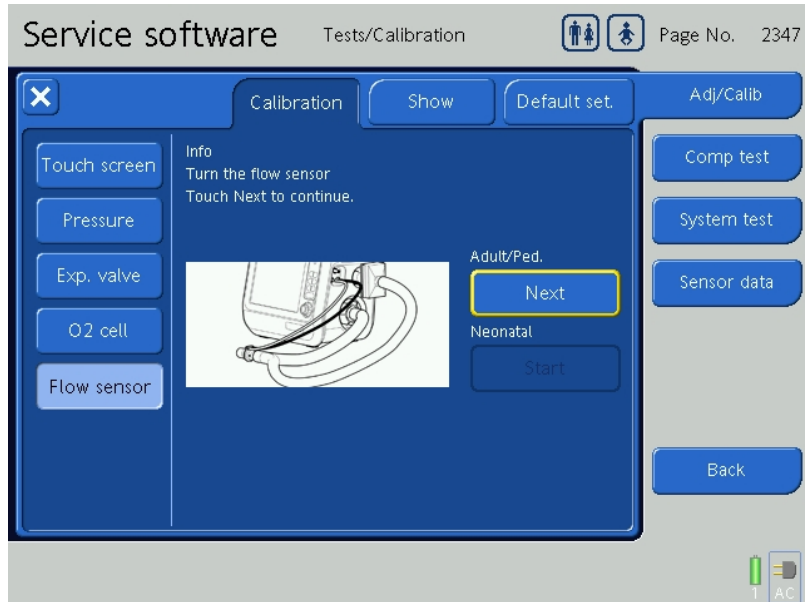 Service software Tests/Calibration Page No. 2347
Calibration Show Default set. Adj/Calib
Touch screen
Info
Turn the flow sensor
Touch Next to continue.
Comp test
Pressure
System test
Exp. valve
Adult/Ped.
Next
Sensor data
O2 cell
Neonatal
Start
Flow sensor
Back
1 AC